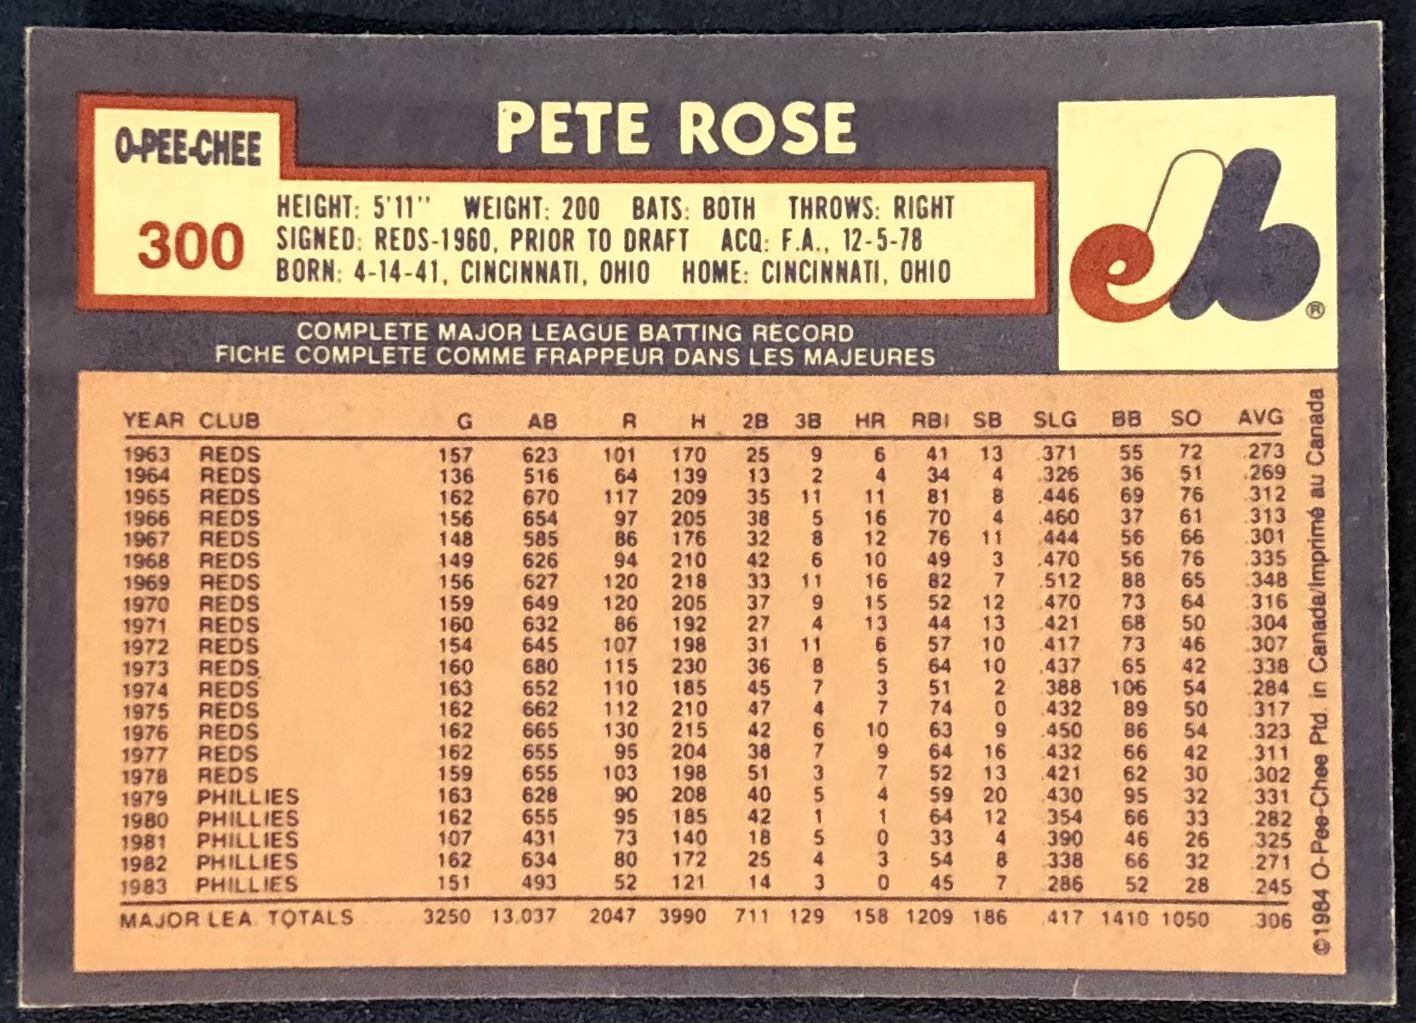 O-PEE-CHEE
PETE ROSE
300
HEIGHT: 5'11" WEIGHT: 200 BATS: BOTH THROWS: RIGHT
SIGNED: REDS-1960, PRIOR TO DRAFT ACQ: F.A., 12-5-78
BORN: 4-14-41, CINCINNATI, OHIO HOME: CINCINNATI, OHIO
eb
®
COMPLETE MAJOR LEAGUE BATTING RECORD
FICHE COMPLETE COMME FRAPPEUR DANS LES MAJEURES
YEAR CLUB G AB R H 2B 3B HR RBI SB SLG BB SO AVG
1963 REDS 157 623 101 170 25 9 6 41 13 .371 55 72 .273
1964 REDS 136 516 64 139 13 2 4 34 4 .326 36 51 .269
1965 REDS 162 670 117 209 35 11 11 81 8 .446 69 76 .312
1966 REDS 156 654 97 205 38 5 16 70 4 .460 37 61 .313
1967 REDS 148 585 86 176 32 8 12 76 11 .444 56 66 .301
1968 REDS 149 626 94 210 42 6 10 49 3 .470 56 76 .335
1969 REDS 156 627 120 218 33 11 16 82 7 .512 88 65 .348
1970 REDS 159 649 120 205 37 9 15 52 12 .470 73 64 .316
1971 REDS 160 632 86 192 27 4 13 44 13 .421 68 50 .304
1972 REDS 154 645 107 198 31 11 6 57 10 .417 73 46 .307
1973 REDS 160 680 115 230 36 8 5 64 10 .437 65 42 .338
1974 REDS 163 652 110 185 45 7 3 51 2 .388 106 54 .284
1975 REDS 162 662 112 210 47 4 7 74 0 .432 89 50 .317
1976 REDS 162 665 130 215 42 6 10 63 9 .450 86 54 .323
1977 REDS 162 655 95 204 38 7 9 64 16 .432 66 42 .311
1978 REDS 159 655 103 198 51 3 7 52 13 .421 62 30 .302
1979 PHILLIES 163 628 90 208 40 5 4 59 20 .430 95 32 .331
1980 PHILLIES 162 655 95 185 42 1 1 64 12 .354 66 33 .282
1981 PHILLIES 107 431 73 140 18 5 0 33 4 .390 46 26 .325
1982 PHILLIES 162 634 80 172 25 4 3 54 8 .338 66 32 .271
1983 PHILLIES 151 493 52 121 14 3 0 45 7 .286 52 28 .245
MAJOR LEA. TOTALS 3250 13,037 2047 3990 711 129 158 1209 186 .417 1410 1050 .306
©1984 O-Pee-Chee Ptd. in Canada/Imprimé au Canada